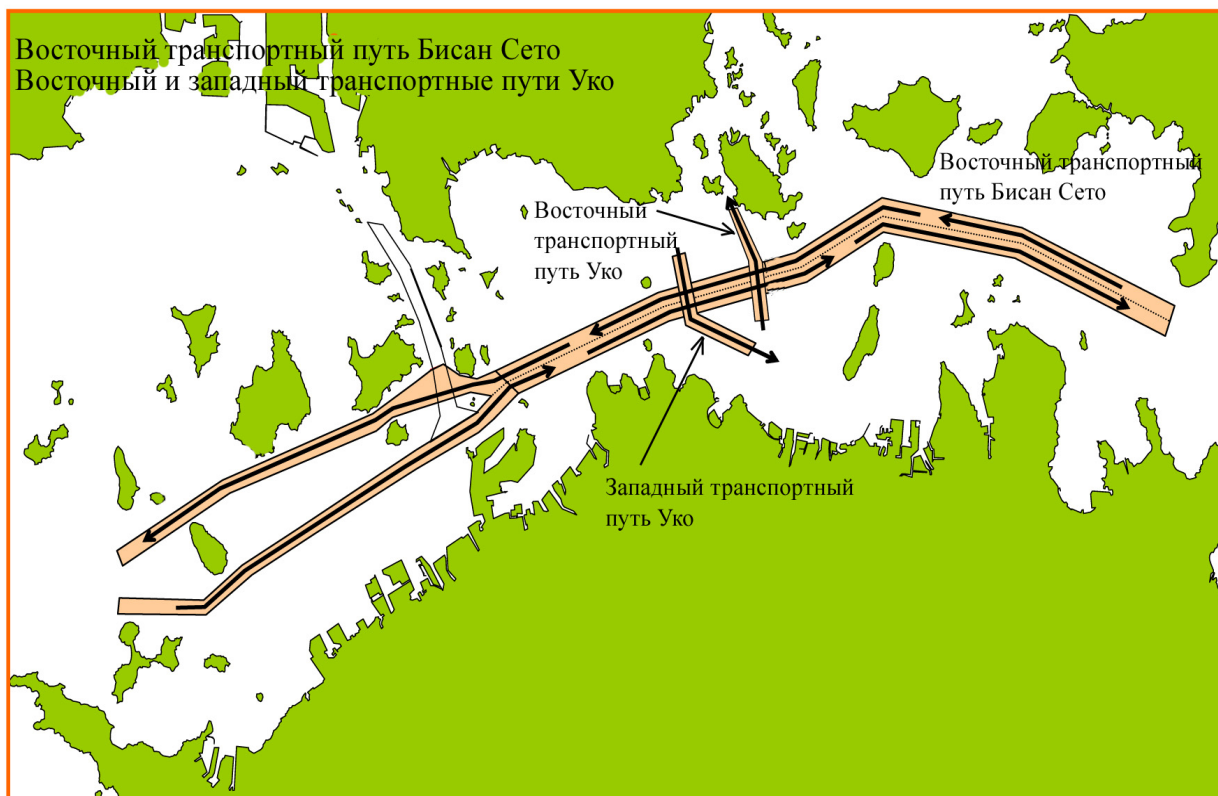 Восточный транспортный путь Бисан Сето
Восточный и западный транспортные пути Уко
Восточный транспортный
путь Бисан Сето
Восточный
транспортный
путь Уко
Западный транспортный
путь Уко